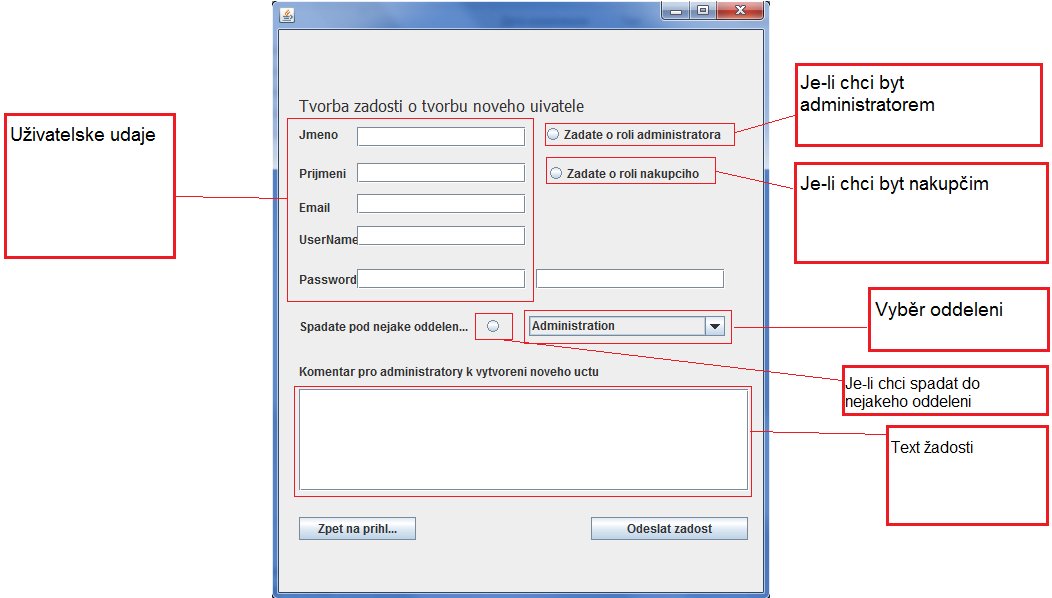 Tvorba zadosti o tvorbu noveho uivatele
Uživatelske udaje
Jmeno
Prijmeni
Email
UserName
Password
Zadate o roli administratora
Zadate o roli nakupciho
Je-li chci byt
administratorem
Je-li chci byt nakupčim
Spadate pod nejake oddelen...
Administration
Vyběr oddeleni
Je-li chci spadat do
nejakeho oddeleni
Komentar pro administratory k vytvoreni noveho uctu
Text žadosti
Zpet na prihl...
Odeslat zadost